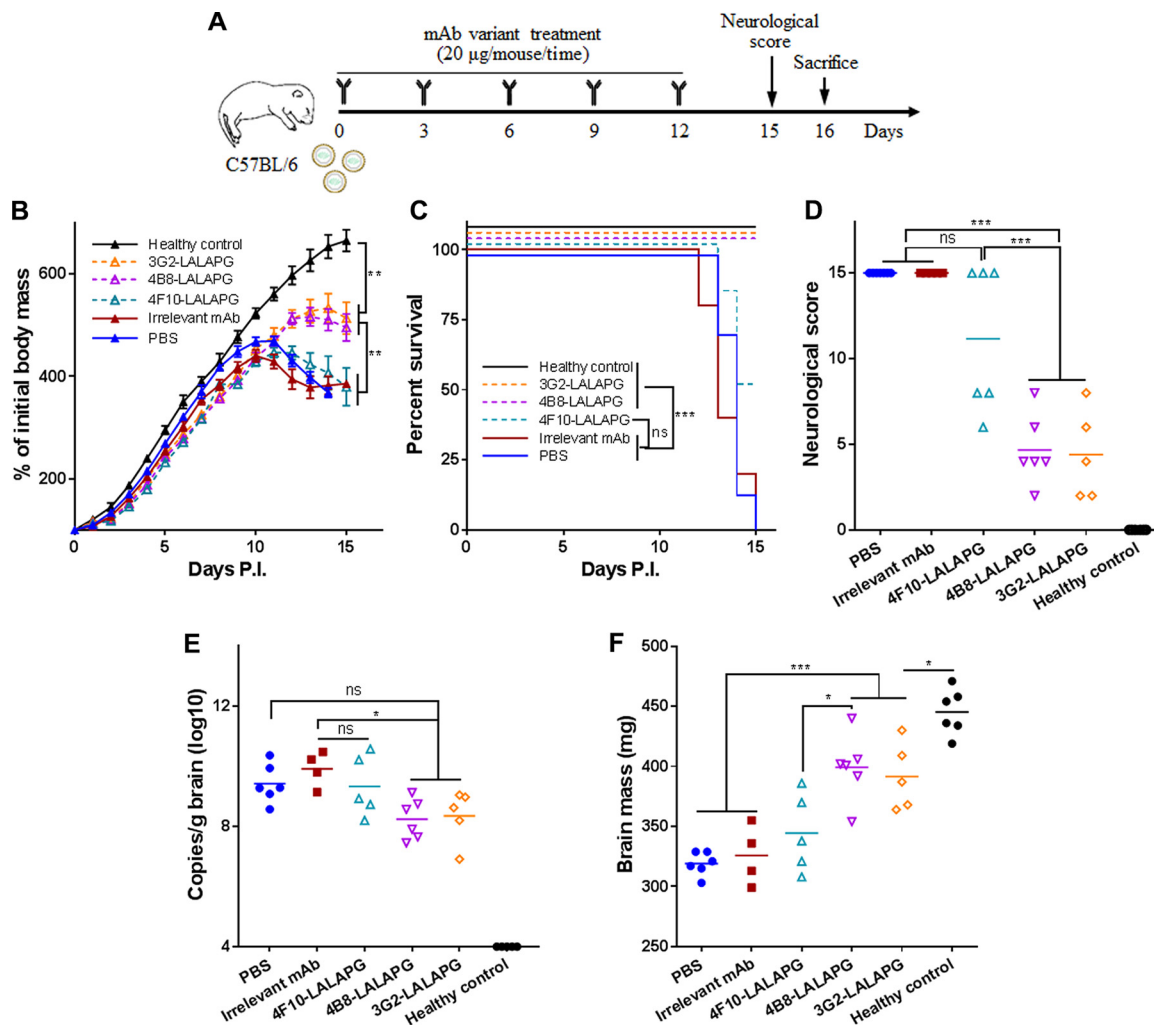 A
mAb variant treatment
(20 µg/mouse/time)
Neurological
score
Sacrifice
C57BL/6
0 3 6 9 12 15 16 Days
B
% of initial body mass
600
400
200
0 5 10 15
Days P.I.
Healthy control
3G2-LALAPG
4B8-LALAPG
4F10-LALAPG
Irrelevant mAb
PBS
**
**
C
Percent survival
100
75
50
25
0
0 5 10 15
Days P.I.
Healthy control
3G2-LALAPG
4B8-LALAPG
4F10-LALAPG
Irrelevant mAb
PBS
ns
***
D
Neurological score
15
10
5
0
***
ns
***
PBS
Irrelevant mAb
4F10-LALAPG
4B8-LALAPG
3G2-LALAPG
Healthy control
E
Copies/g brain (log10)
12
8
4
ns
*
ns
PBS
Irrelevant mAb
4F10-LALAPG
4B8-LALAPG
3G2-LALAPG
Healthy control
F
Brain mass (mg)
500
450
400
350
300
250
***
*
*
PBS
Irrelevant mAb
4F10-LALAPG
4B8-LALAPG
3G2-LALAPG
Healthy control